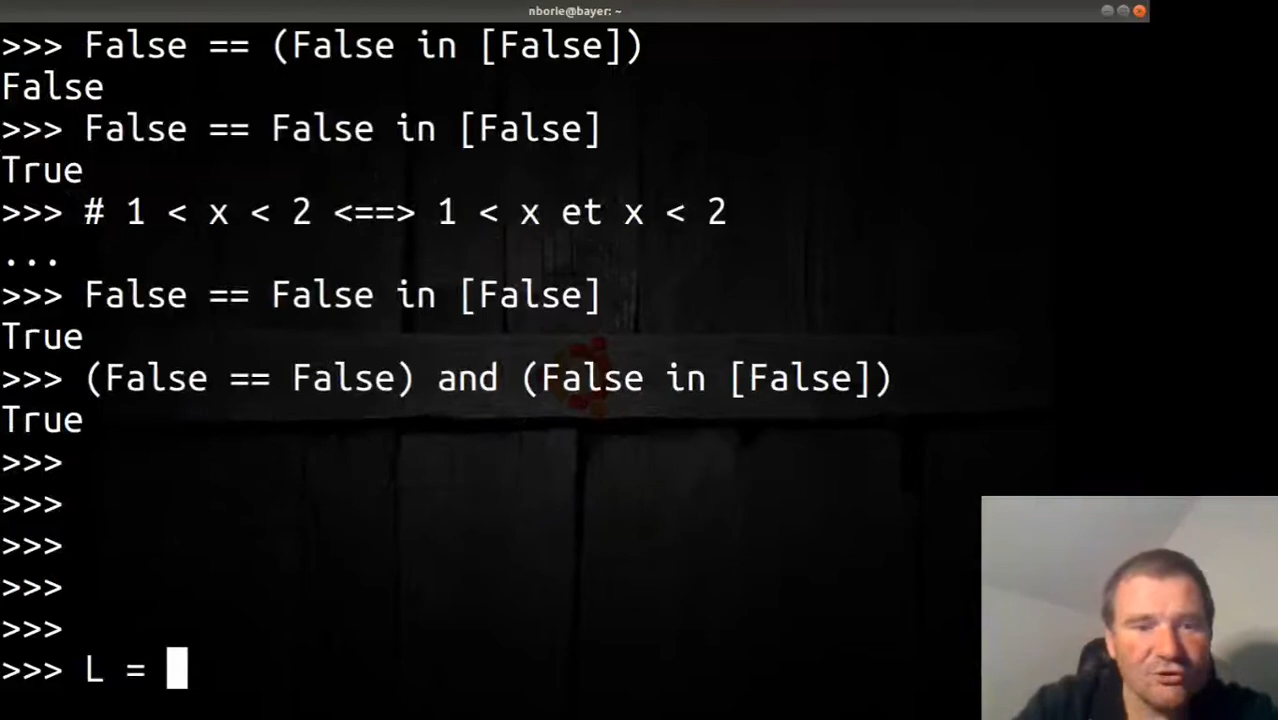 nborie@bayer: ~
>>> False == (False in [False])
False
>>> False == False in [False]
True
>>> # 1 < x < 2 <==> 1 < x et x < 2
...
>>> False == False in [False]
True
>>> (False == False) and (False in [False])
True
>>>
>>>
>>>
>>>
>>>
>>> L =